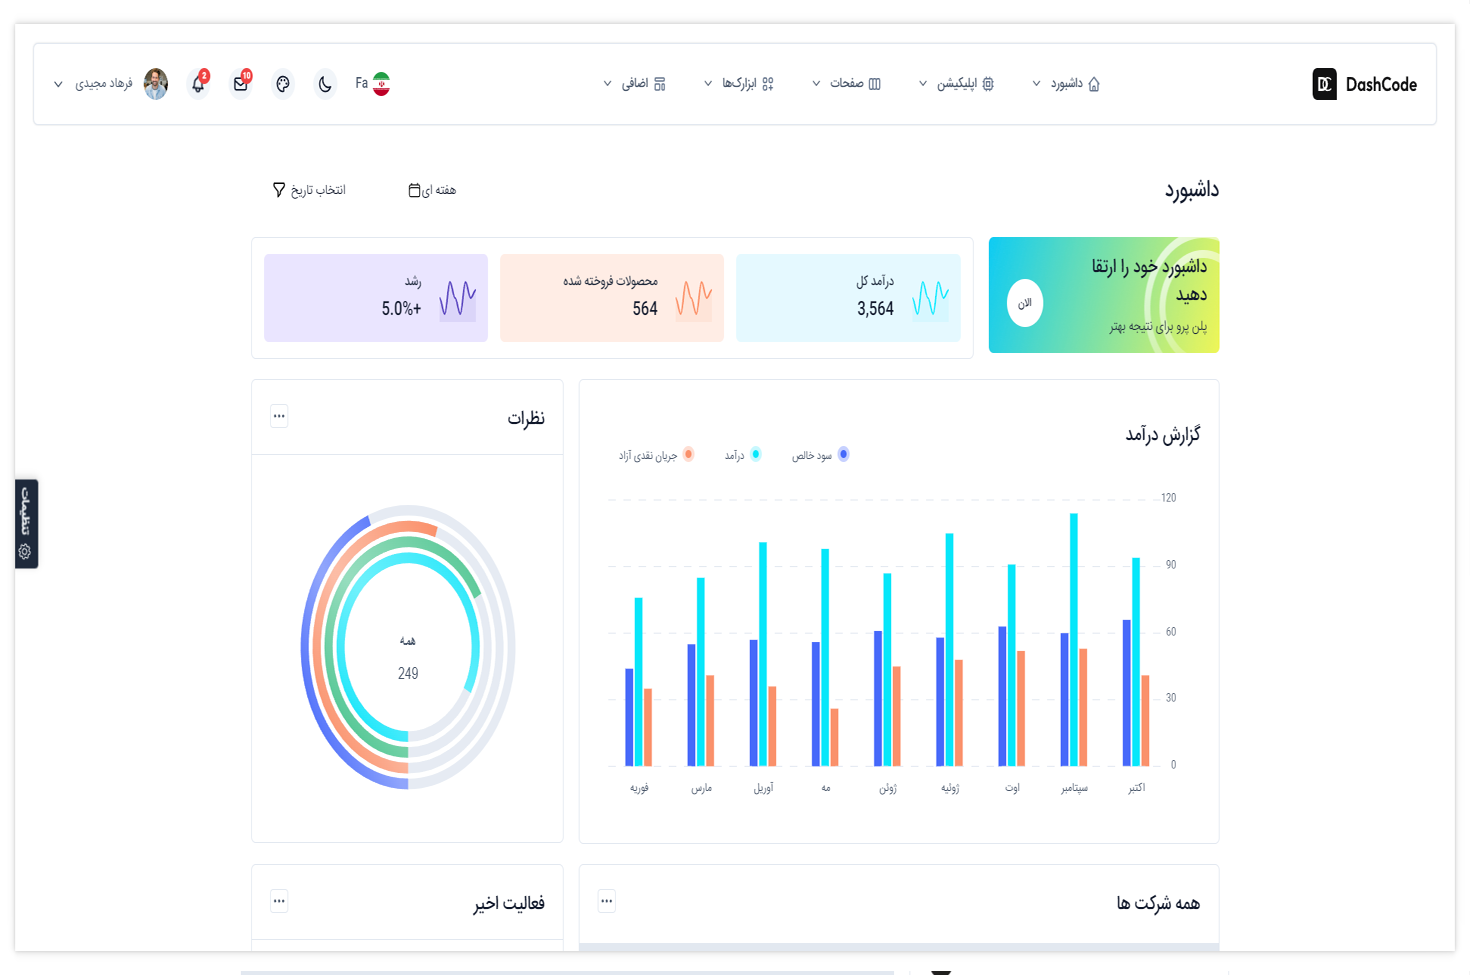 DashCode
داشبورد
اپلیکیشن
صفحات
ابزارک‌ها
اضافی
Fa
10
2
فرهاد مجیدی
داشبورد
هفته ای
انتخاب تاریخ
داشبورد خود را ارتقا
دهید
پلن پرو برای نتیجه بهتر
الان
درآمد کل
3,564
محصولات فروخته شده
564
رشد
5.0%+
گزارش درآمد
سود خالص
درآمد
جریان نقدی آزاد
120
90
60
30
0
اکتبر
سپتامبر
اوت
ژوئیه
ژوئن
مه
آوریل
مارس
فوریه
نظرات
همه
249
تنظیمات
همه شرکت ها
فعالیت اخیر